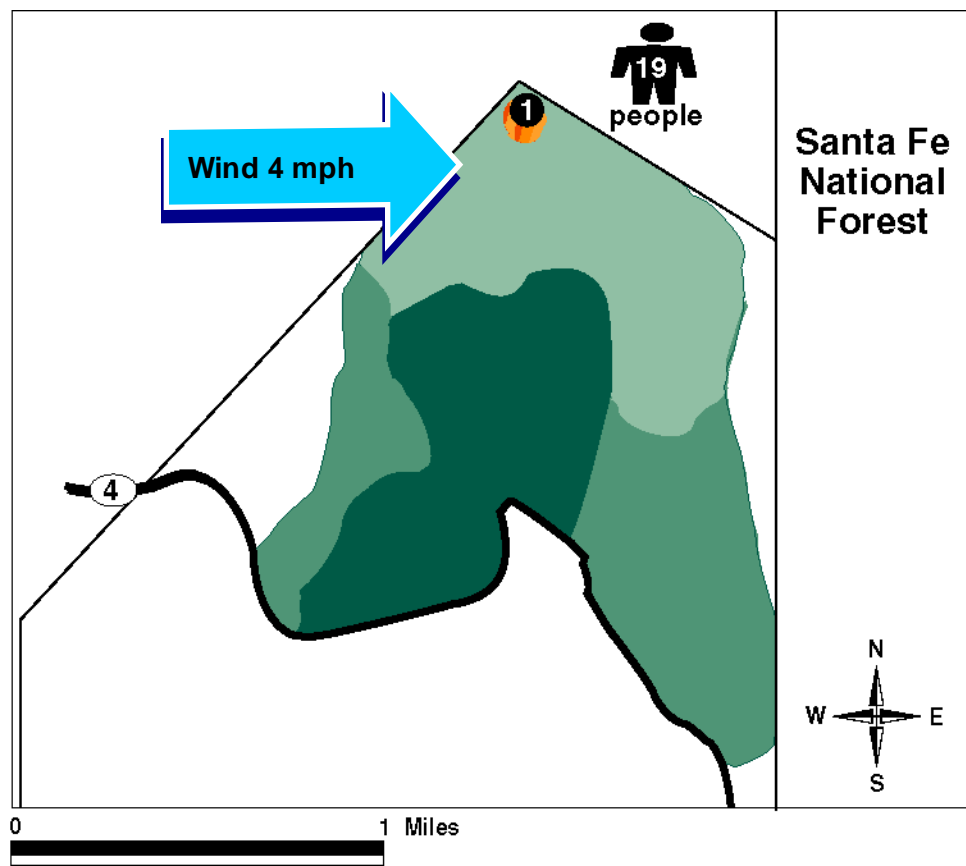 19
people
1
Wind 4 mph
Santa Fe
National
Forest
4
N
W E
S
0 1 Miles